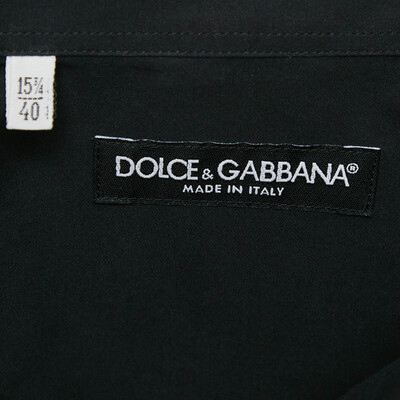 15¾
40
DOLCE & GABBANA®
MADE IN ITALY